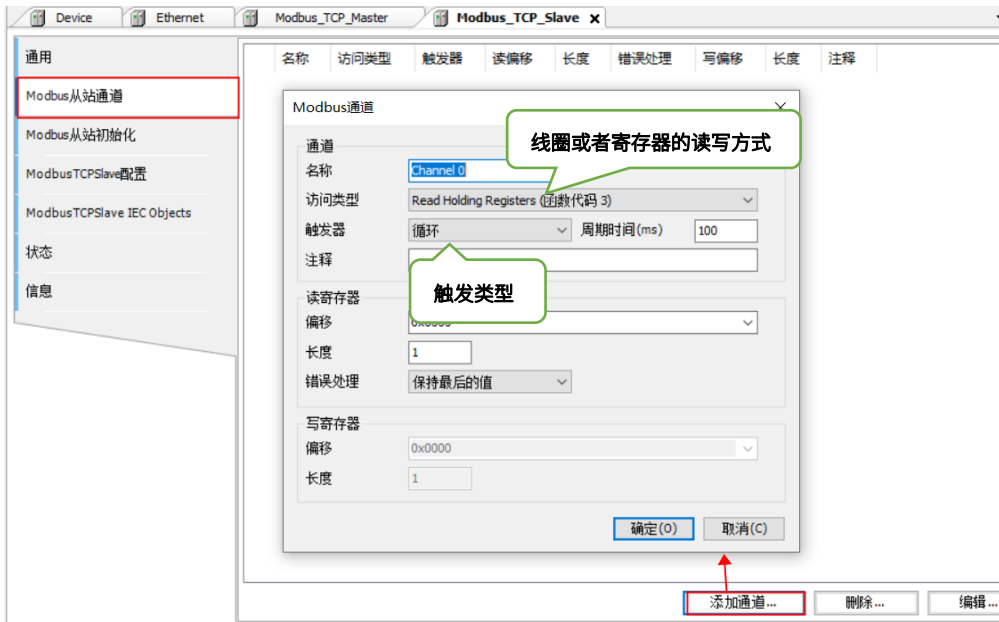 Device Ethernet Modbus_TCP_Master Modbus_TCP_Slave
通用
Modbus从站通道
Modbus从站初始化
ModbusTCPSlave配置
ModbusTCPSlave IEC Objects
状态
信息
名称 访问类型 触发器 读偏移 长度 错误处理 写偏移 长度 注释
Modbus通道
线圈或者寄存器的读写方式
通道
名称 Channel 0
访问类型 Read Holding Registers (函数代码 3)
触发器 循环 周期时间(ms) 100
注释
触发类型
读寄存器
偏移 0x0000
长度 1
错误处理 保持最后的值
写寄存器
偏移 0x0000
长度 1
确定(O) 取消(C)
添加通道... 删除... 编辑...